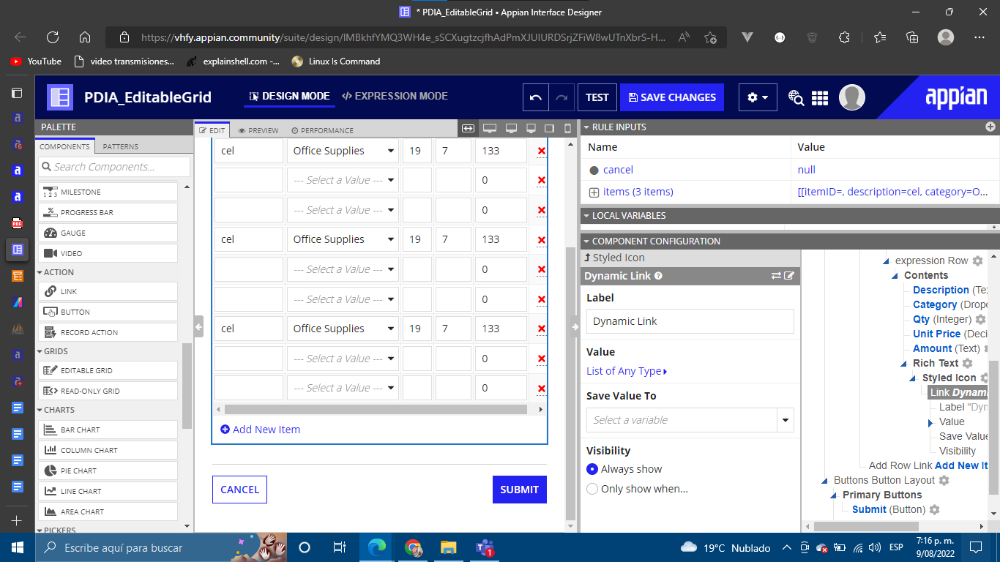 * PDIA_EditableGrid • Appian Interface Designer
https://vhfy.appian.community/suite/design/
YouTube
video transmisiones...
explainshell.com -...
Linux Is Command
PDIA_EditableGrid
DESIGN MODE
</> EXPRESSION MODE
TEST
SAVE CHANGES
appian
PALETTE
COMPONENTS
PATTERNS
Search Components...
MILESTONE
PROGRESS BAR
GAUGE
VIDEO
ACTION
LINK
BUTTON
RECORD ACTION
GRIDS
EDITABLE GRID
READ-ONLY GRID
CHARTS
BAR CHART
COLUMN CHART
PIE CHART
LINE CHART
AREA CHART
PICKERS
EDIT
PREVIEW
PERFORMANCE
cel Office Supplies 19 7 133
--- Select a Value --- 0
--- Select a Value --- 0
cel Office Supplies 19 7 133
--- Select a Value --- 0
--- Select a Value --- 0
cel Office Supplies 19 7 133
--- Select a Value --- 0
--- Select a Value --- 0
Add New Item
CANCEL
SUBMIT
RULE INPUTS
Name Value
cancel null
items (3 items) [[itemID=, description=cel, category=O...
LOCAL VARIABLES
COMPONENT CONFIGURATION
Styled Icon
Dynamic Link
Label
Dynamic Link
Value
List of Any Type
Save Value To
Select a variable
Visibility
Always show
Only show when...
expression Row
Contents
Description (Te
Category (Drop
Qty (Integer)
Unit Price (Deci
Amount (Text)
Rich Text
Styled Icon
Link Dynam
Label "Dyn
Value
Save Value
Visibility
Add Row Link Add New It
Buttons Button Layout
Primary Buttons
Submit (Button)
Escribe aquí para buscar
19°C Nublado
ESP
7:16 p. m.
9/08/2022